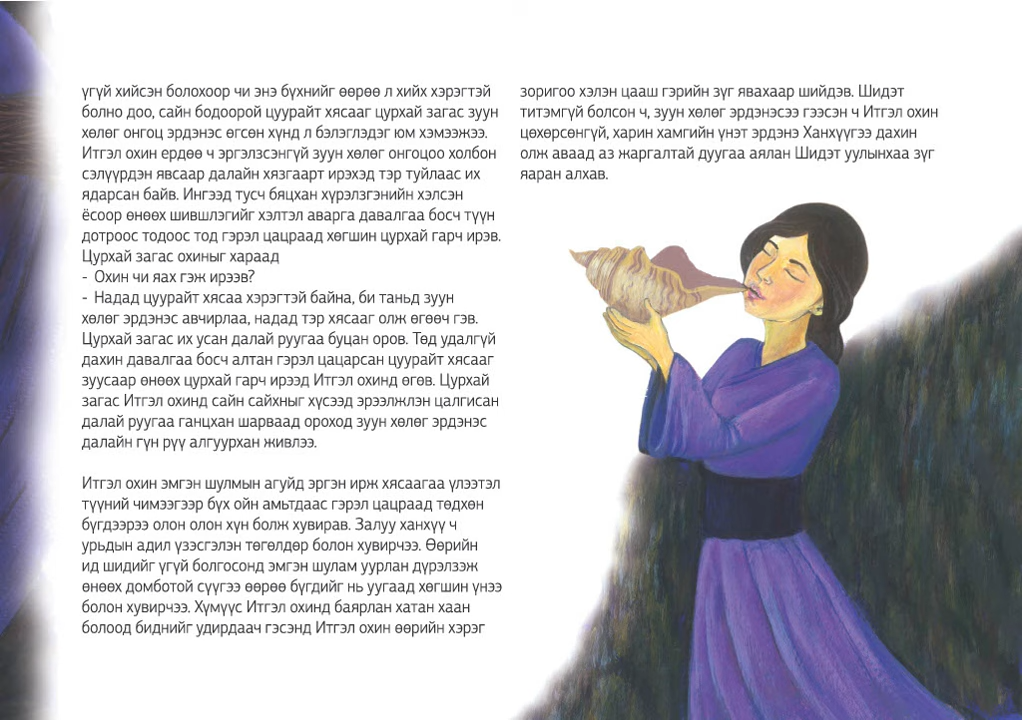 үгүй хийсэн болохоор чи энэ бүхнийг өөрөө л хийх хэрэгтэй
болно доо, сайн бодоорой цуурайт хясааг цурхай загас зуун
хөлөг онгоц эрдэнэс өгсөн хүнд л бэлэглэдэг юм хэмээжээ.
Итгэл охин ердөө ч эргэлзсэнгүй зуун хөлөг онгоцоо холбон
сэлүүрдэн явсаар далайн хязгаарт ирэхэд тэр туйлаас их
ядарсан байв. Ингээд тусч бяцхан хүрэлзгэнийн хэлсэн
ёсоор өнөөх шившлэгийг хэлтэл аварга давалгаа босч түүн
дотроос тодоос тод гэрэл цацраад хөгшин цурхай гарч ирэв.
Цурхай загас охиныг хараад
- Охин чи яах гэж ирээв?
- Надад цуурайт хясаа хэрэгтэй байна, би таньд зуун
хөлөг эрдэнэс авчирлаа, надад тэр хясааг олж өгөөч гэв.
Цурхай загас их усан далай руугаа буцан оров. Төд удалгүй
дахин давалгаа босч алтан гэрэл цацарсан цуурайт хясааг
зуусаар өнөөх цурхай гарч ирээд Итгэл охинд өгөв. Цурхай
загас Итгэл охинд сайн сайхныг хүсээд эрээлжлэн цалгисан
далай руугаа ганцхан шарваад ороход зуун хөлөг эрдэнэс
далайн гүн рүү алгуурхан живлээ.
Итгэл охин эмгэн шулмын агуйд эргэн ирж хясаагаа үлээтэл
түүний чимээгээр бүх ойн амьтдаас гэрэл цацраад төдхөн
бүгдээрээ олон олон хүн болж хувирав. Залуу ханхүү ч
урьдын адил үзэсгэлэн төгөлдөр болон хувирчээ. Өөрийн
ид шидийг үгүй болгосонд эмгэн шулам уурлан дүрэлзэж
өнөөх домботой сүүгээ өөрөө бүгдийг нь уугаад хөгшин үнээ
болон хувирчээ. Хүмүүс Итгэл охинд баярлан хатан хаан
болоод биднийг удирдаач гэсэнд Итгэл охин өөрийн хэрэг
зоригоо хэлэн цааш гэрийн зүг явахаар шийдэв. Шидэт
титэмгүй болсон ч, зуун хөлөг эрдэнэсээ гээсэн ч Итгэл охин
цөхөрсөнгүй, харин хамгийн үнэт эрдэнэ Ханхүүгээ дахин
олж аваад аз жаргалтай дуугаа аялан Шидэт уулынхаа зүг
яаран алхав.